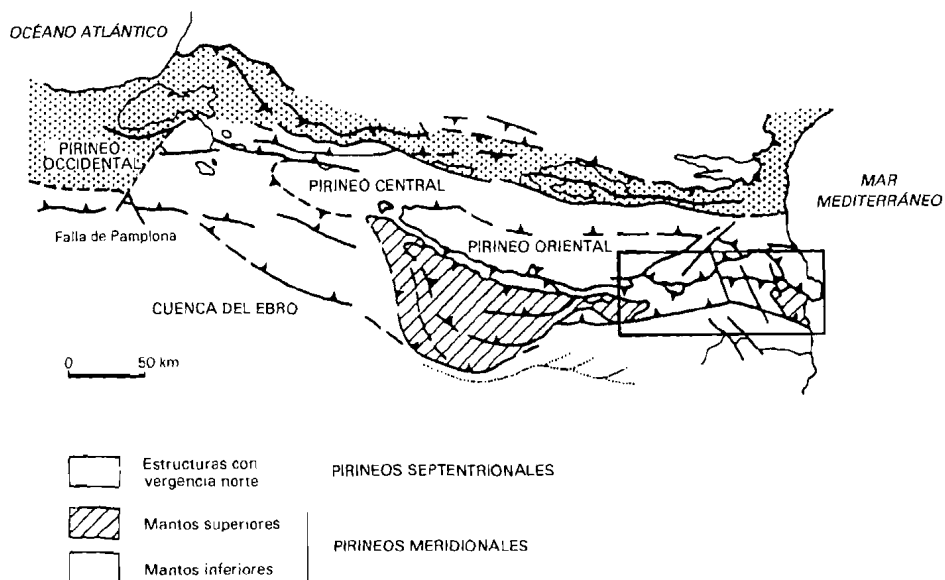 OCÉANO ATLÁNTICO
PIRINEO
OCCIDENTAL
PIRINEO CENTRAL
MAR
MEDITERRÁNEO
Falla de Pamplona
PIRINEO ORIENTAL
CUENCA DEL EBRO
0 50 km
Estructuras con
vergencia norte
PIRINEOS SEPTENTRIONALES
Mantos superiores
PIRINEOS MERIDIONALES
Mantos inferiores